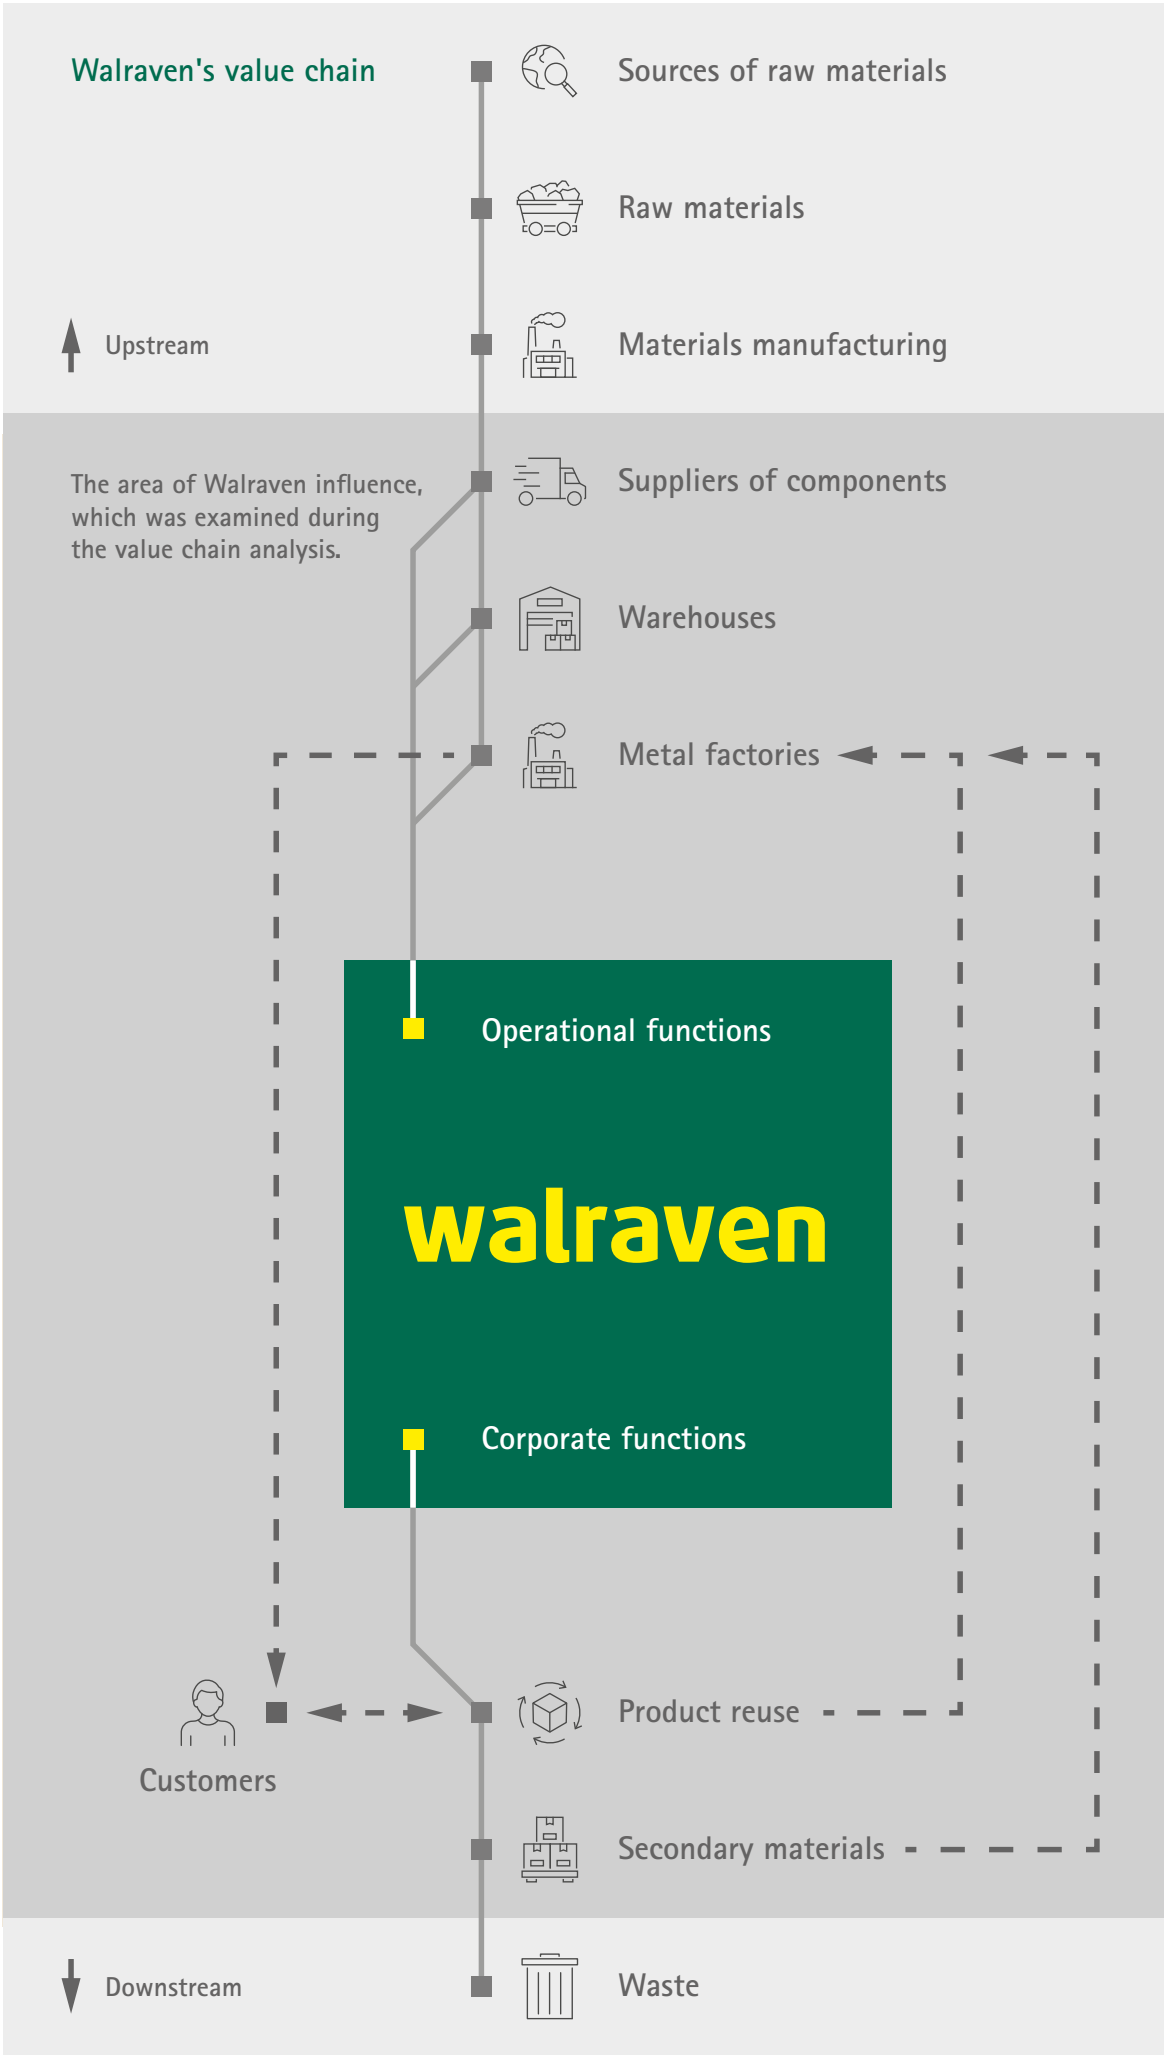 Walraven's value chain
Sources of raw materials
Raw materials
Upstream
Materials manufacturing
The area of Walraven influence,
which was examined during
the value chain analysis.
Suppliers of components
Warehouses
Metal factories
Operational functions
walraven
Corporate functions
Product reuse
Customers
Secondary materials
Downstream
Waste